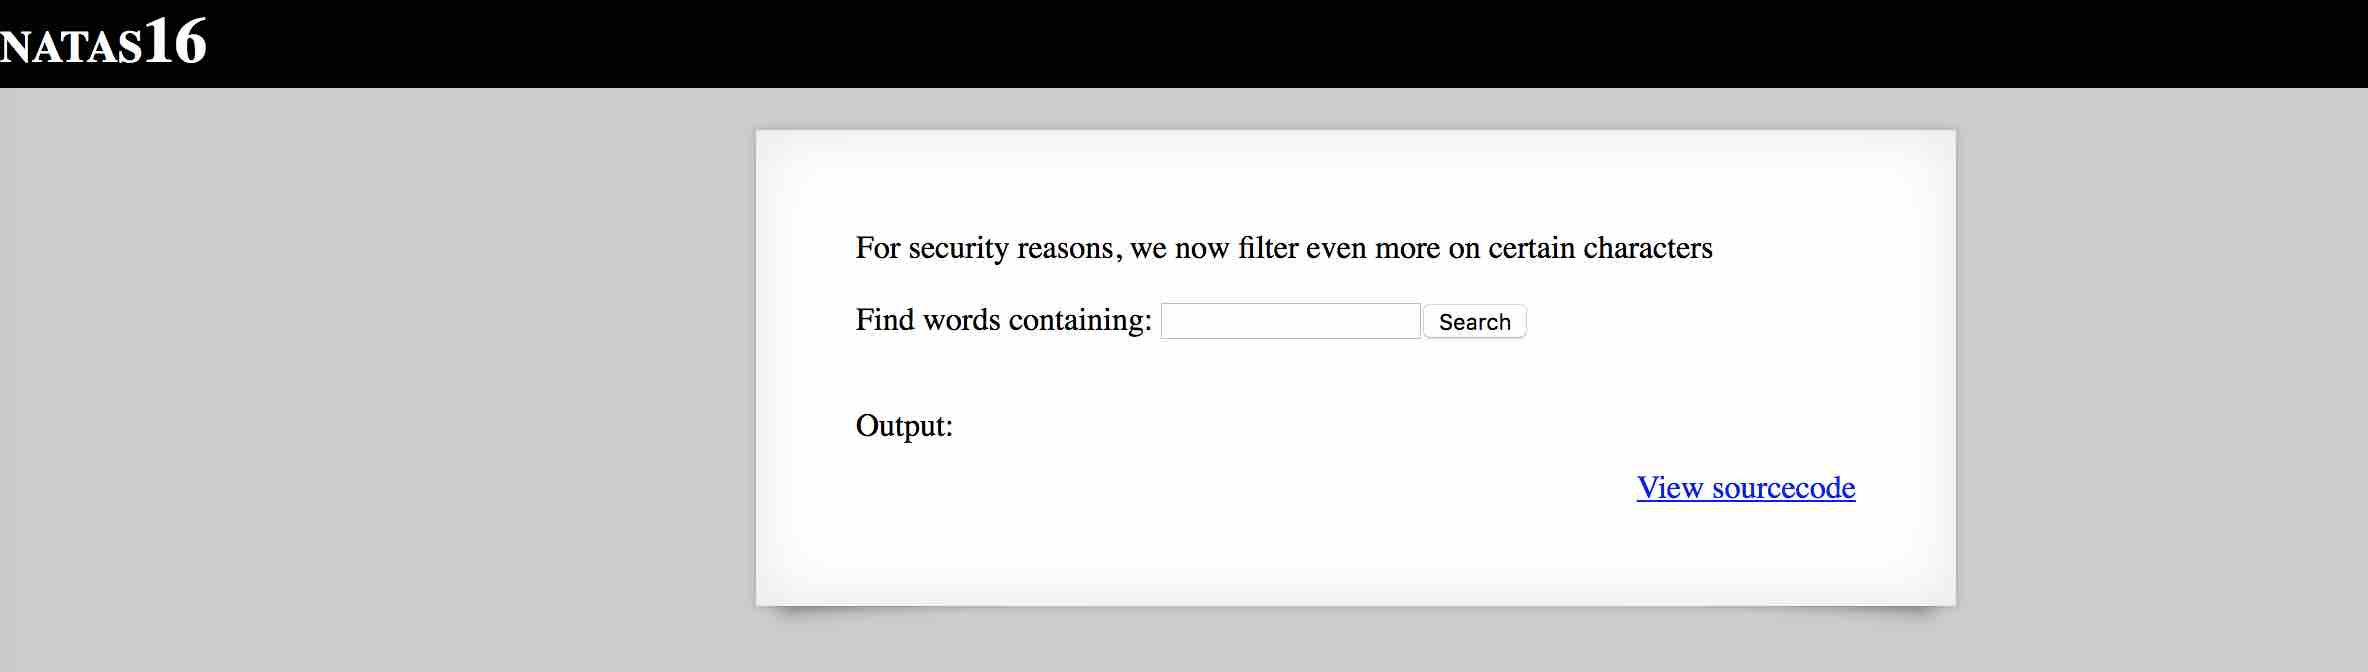 NATAS16
For security reasons, we now filter even more on certain characters
Find words containing: Search
Output:
View sourcecode